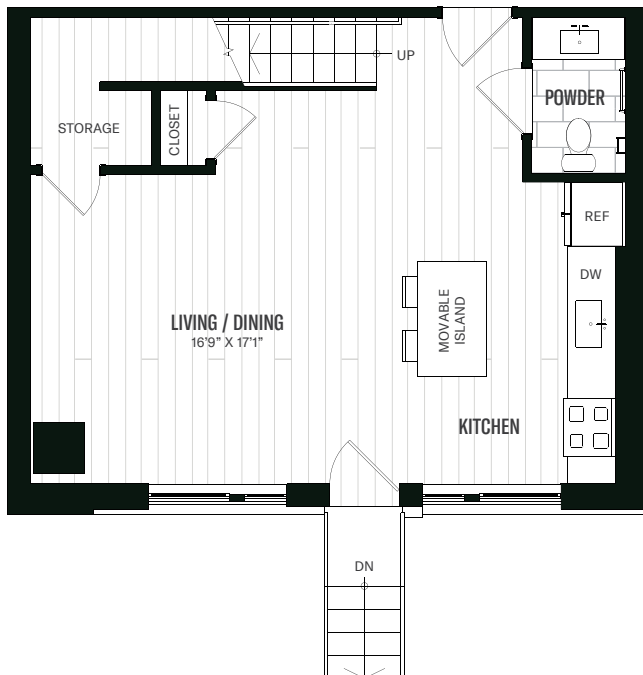 UP
POWDER
STORAGE
CLOSET
REF
DW
MOVABLE
ISLAND
LIVING / DINING
16'9" X 17'1"
KITCHEN
DN